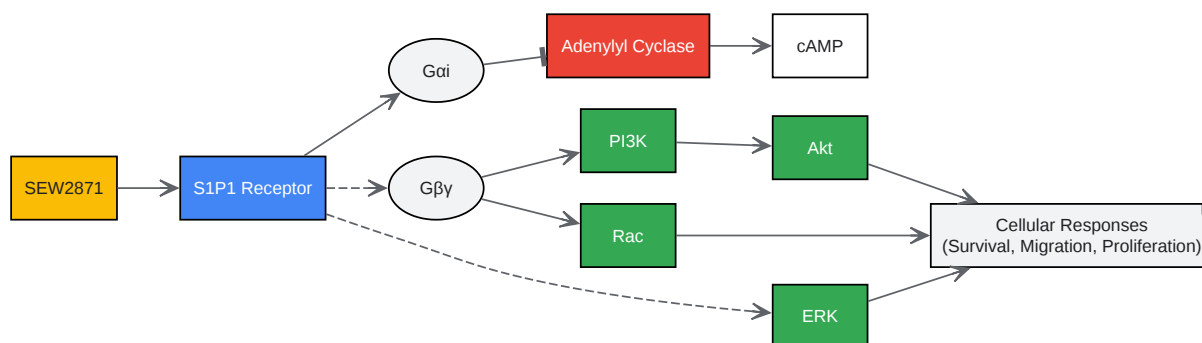 SEW2871
S1P1 Receptor
Gαi
Gβγ
Adenylyl Cyclase
cAMP
PI3K
Akt
Rac
ERK
Cellular Responses
(Survival, Migration, Proliferation)